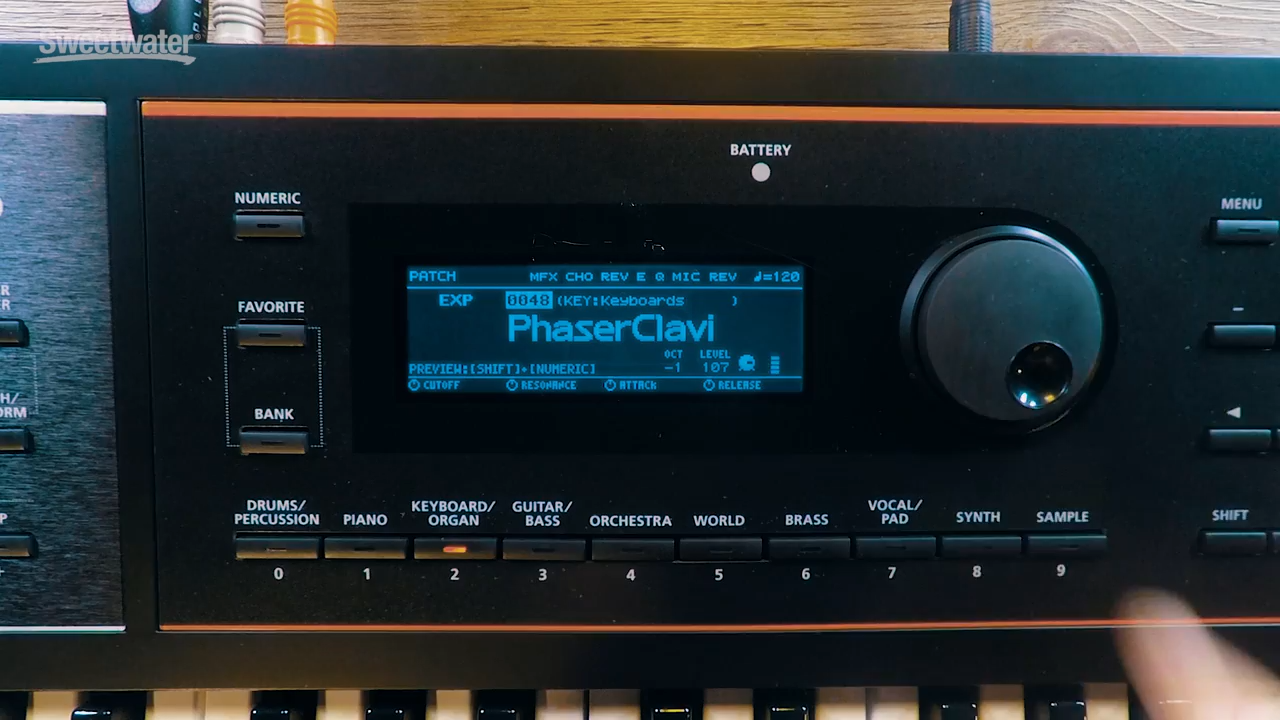 Sweetwater
BATTERY
NUMERIC
MENU
PATCH MFX CHO REV E Q MIC REV ♩=120
EXP 0048 (KEY:Keyboards )
PhaserClavi
OCT LEVEL
-1 107
PREVIEW:[SHIFT]+[NUMERIC]
CUTOFF RESONANCE ATTACK RELEASE
FAVORITE
-
BANK
◀
DRUMS/
PERCUSSION
PIANO
KEYBOARD/
ORGAN
GUITAR/
BASS
ORCHESTRA
WORLD
BRASS
VOCAL/
PAD
SYNTH
SAMPLE
SHIFT
0 1 2 3 4 5 6 7 8 9